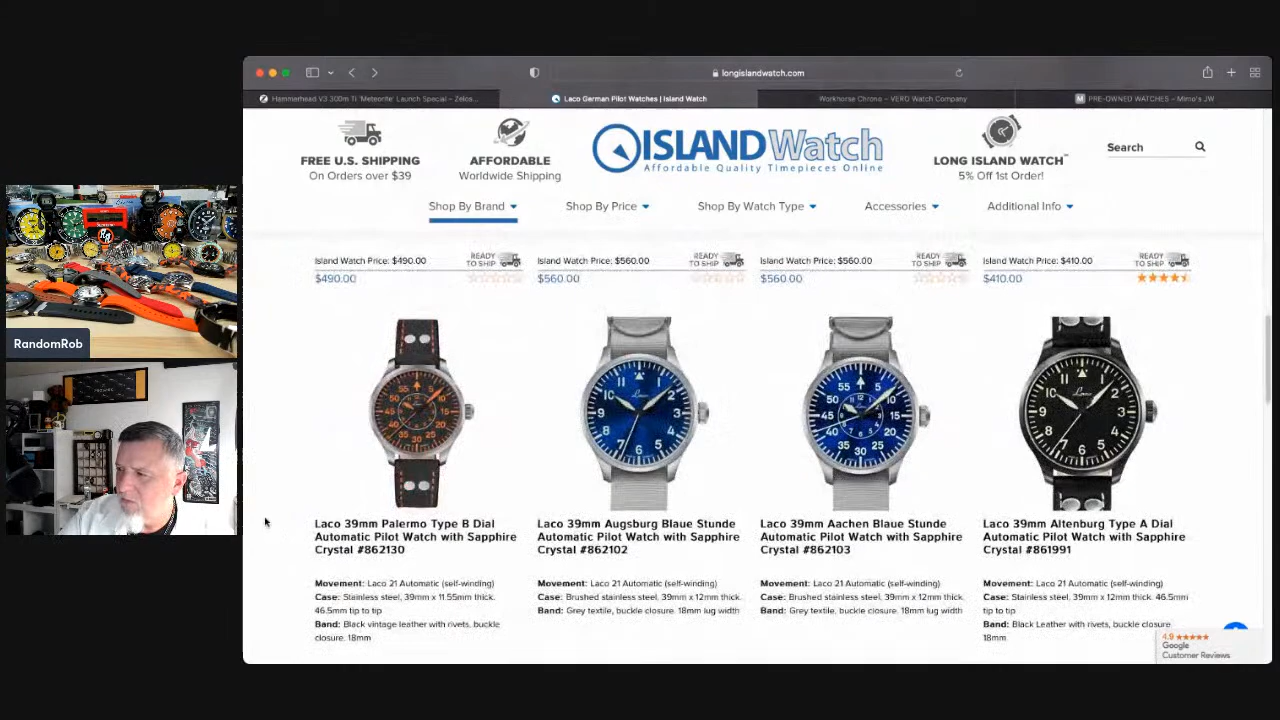 longislandwatch.com
Hammerhead V3 300m Ti 'Meteorite' Launch Special – Zelos...
Laco German Pilot Watches | Island Watch
Workhorse Chrono – VERO Watch Company
M PRE-OWNED WATCHES – Mimo's JW
FREE U.S. SHIPPING
On Orders over $39
AFFORDABLE
Worldwide Shipping
ISLANDWatch
Affordable Quality Timepieces Online
LONG ISLAND WATCH™
5% Off 1st Order!
Search
Shop By Brand
Shop By Price
Shop By Watch Type
Accessories
Additional Info
Island Watch Price: $490.00
READY
TO SHIP
$490.00
Island Watch Price: $560.00
READY
TO SHIP
$560.00
Island Watch Price: $560.00
READY
TO SHIP
$560.00
Island Watch Price: $410.00
READY
TO SHIP
$410.00
RandomRob
Laco 39mm Palermo Type B Dial
Automatic Pilot Watch with Sapphire
Crystal #862130
Movement: Laco 21 Automatic (self-winding)
Case: Stainless steel, 39mm x 11.55mm thick.
46.5mm tip to tip
Band: Black vintage leather with rivets, buckle
closure. 18mm
Laco 39mm Augsburg Blaue Stunde
Automatic Pilot Watch with Sapphire
Crystal #862102
Movement: Laco 21 Automatic (self-winding)
Case: Brushed stainless steel, 39mm x 12mm thick.
Band: Grey textile, buckle closure. 18mm lug width
Laco 39mm Aachen Blaue Stunde
Automatic Pilot Watch with Sapphire
Crystal #862103
Movement: Laco 21 Automatic (self-winding)
Case: Brushed stainless steel, 39mm x 12mm thick.
Band: Grey textile, buckle closure. 18mm lug width
Laco 39mm Altenburg Type A Dial
Automatic Pilot Watch with Sapphire
Crystal #861991
Movement: Laco 21 Automatic (self-winding)
Case: Stainless steel, 39mm x 12mm thick. 46.5mm
tip to tip
Band: Black Leather with rivets, buckle closure.
18mm
4.9 ★★★★★
Google
Customer Reviews